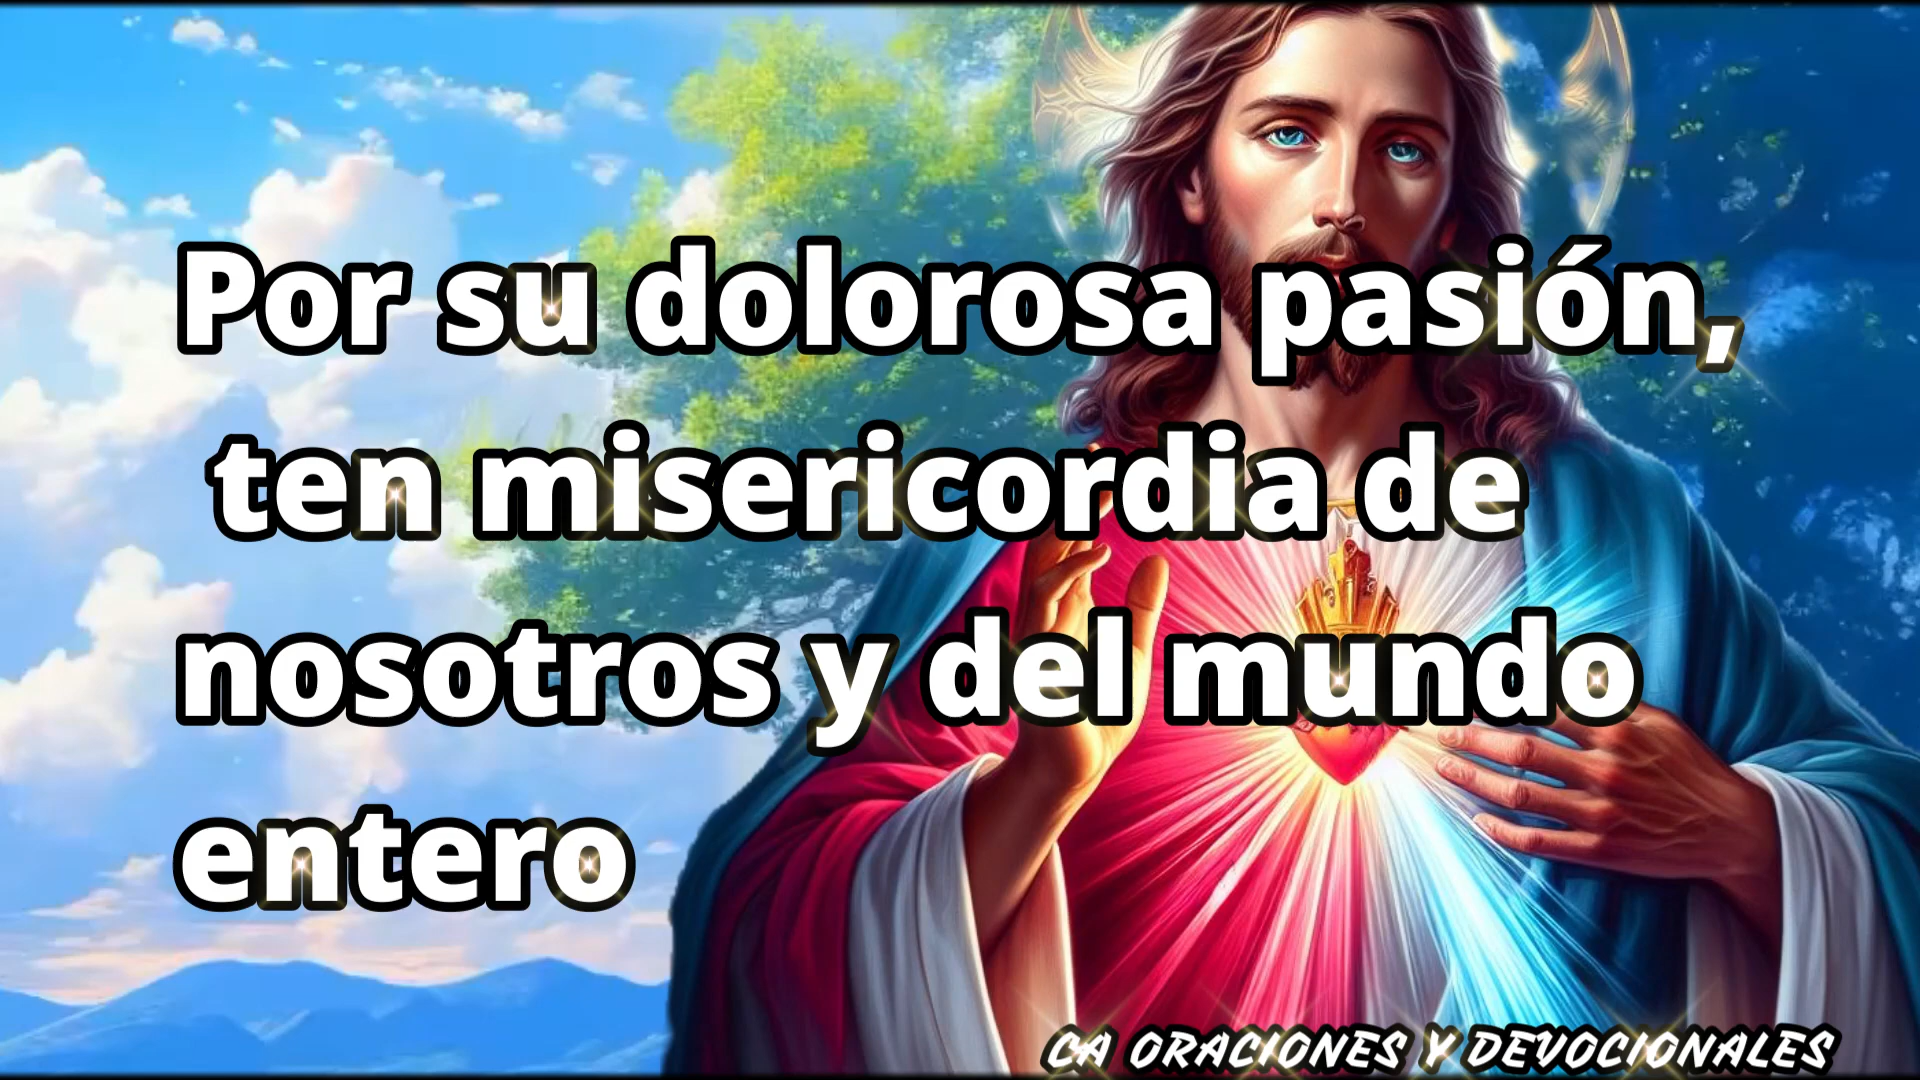 Por su dolorosa pasión,
ten misericordia de
nosotros y del mundo
entero
CA ORACIONES Y DEVOCIONALES